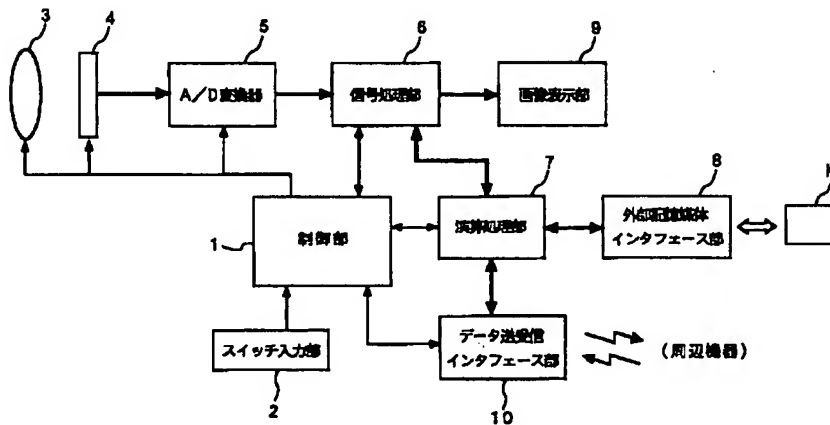 3
4
5
6
9
A/D変換器
信号処理部
画像表示部
7
8
1
制御部
演算処理部
外部記憶媒体
インタフェース部
スイッチ入力部
2
データ送受信
インタフェース部
(周辺機器)
10